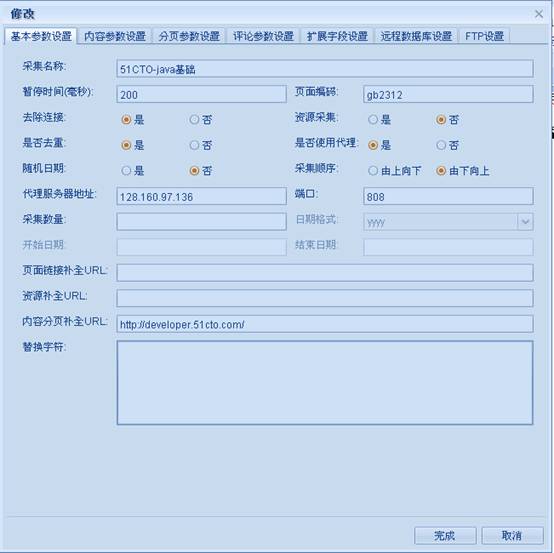 修改
基本参数设置 内容参数设置 分页参数设置 评论参数设置 扩展字段设置 远程数据库设置 FTP设置
采集名称: 51CTO-java基础
暂停时间(毫秒): 200 页面编码: gb2312
去除连接: 是 否 资源采集: 是 否
是否去重: 是 否 是否使用代理: 是 否
随机日期: 是 否 采集顺序: 由上向下 由下向上
代理服务器地址: 128.160.97.136 端口: 808
采集数量: 日期格式: yyyy
开始日期: 结束日期:
页面链接补全URL:
资源补全URL:
内容分页补全URL: http://developer.51cto.com/
替换字符:
完成 取消